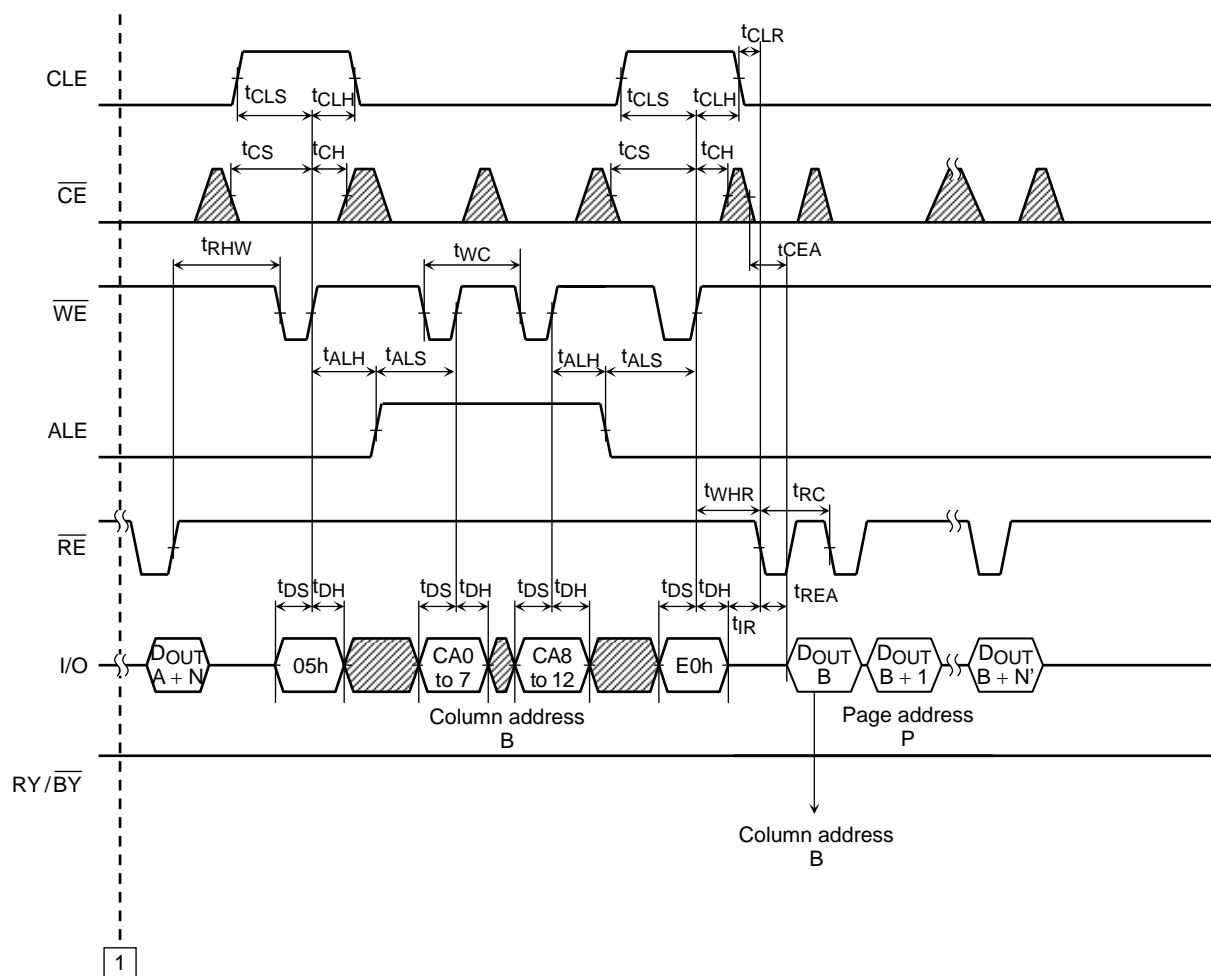 tCLR
CLE
tCLS tCLH tCLS tCLH
tCS tCH tCS tCH
CE
tRHW tWC tCEA
WE
tALH tALS tALH tALS
ALE
tWHR tRC
RE
tDS tDH tDS tDH tDS tDH tDS tDH tREA
tIR
I/O
DOUT
A + N
05h
CA0
to 7
CA8
to 12
E0h
DOUT
B
DOUT
B + 1
DOUT
B + N'
Column address
B
Page address
P
RY/BY
Column address
B
1